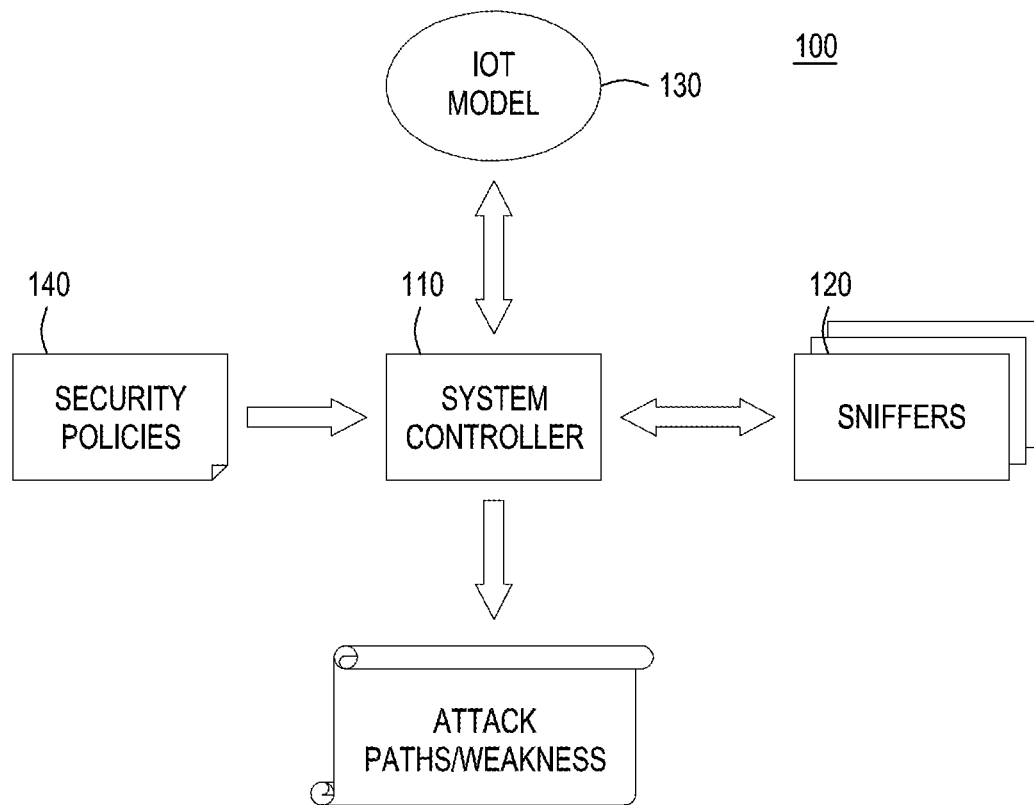 IOT
MODEL
130
100
140
110
120
SECURITY
POLICIES
SYSTEM
CONTROLLER
SNIFFERS
ATTACK
PATHS/WEAKNESS